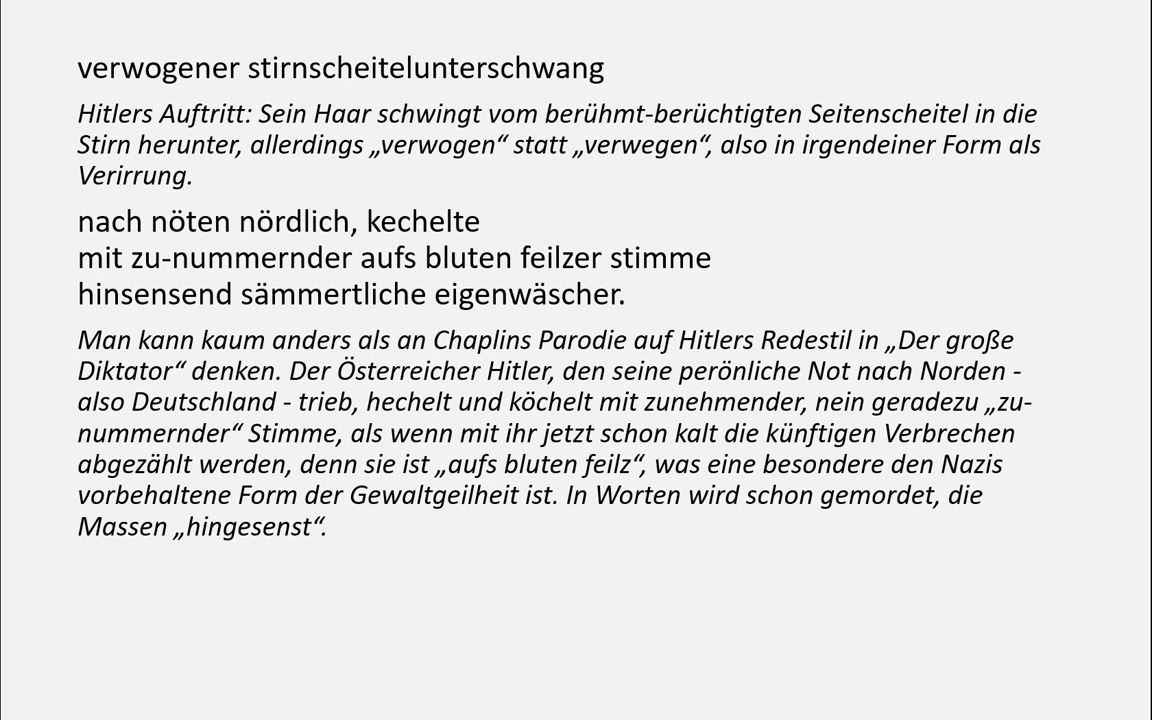 verwogener stirnscheitelunterschwang
Hitlers Auftritt: Sein Haar schwingt vom berühmt-berüchtigten Seitenscheitel in die
Stirn herunter, allerdings „verwogen“ statt „verwegen“, also in irgendeiner Form als
Verirrung.
nach nöten nördlich, kechelte
mit zu-nummernder aufs bluten feilzer stimme
hinsensend sämmertliche eigenwäscher.
Man kann kaum anders als an Chaplins Parodie auf Hitlers Redestil in „Der große
Diktator“ denken. Der Österreicher Hitler, den seine perönliche Not nach Norden -
also Deutschland - trieb, hechelt und köchelt mit zunehmender, nein geradezu „zu-
nummernder“ Stimme, als wenn mit ihr jetzt schon kalt die künftigen Verbrechen
abgezählt werden, denn sie ist „aufs bluten feilz“, was eine besondere den Nazis
vorbehaltene Form der Gewaltgeilheit ist. In Worten wird schon gemordet, die
Massen „hingesenst“.